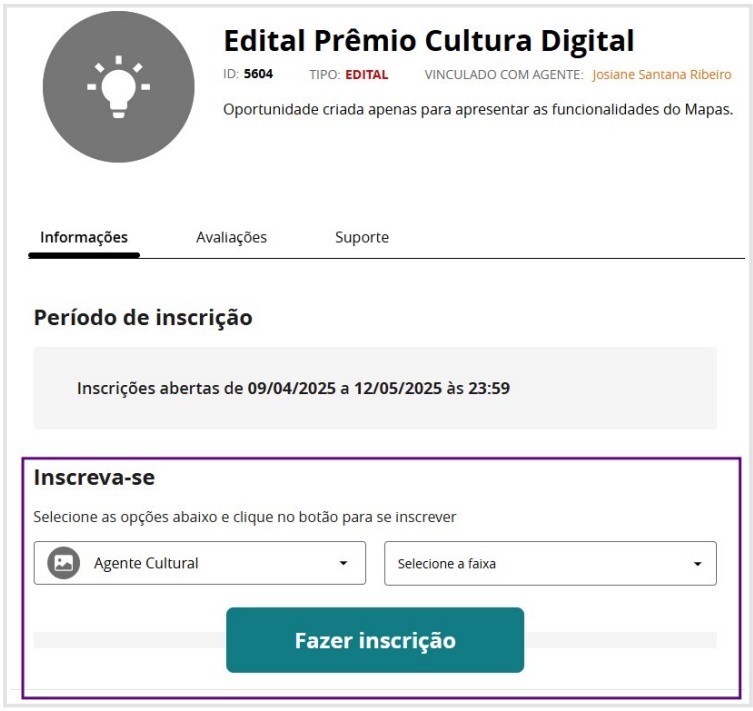 Edital Prêmio Cultura Digital
ID: 5604 TIPO: EDITAL VINCULADO COM AGENTE: Josiane Santana Ribeiro
Oportunidade criada apenas para apresentar as funcionalidades do Mapas.
Informações Avaliações Suporte
Período de inscrição
Inscrições abertas de 09/04/2025 a 12/05/2025 às 23:59
Inscreva-se
Selecione as opções abaixo e clique no botão para se inscrever
Agente Cultural Selecione a faixa
Fazer inscrição